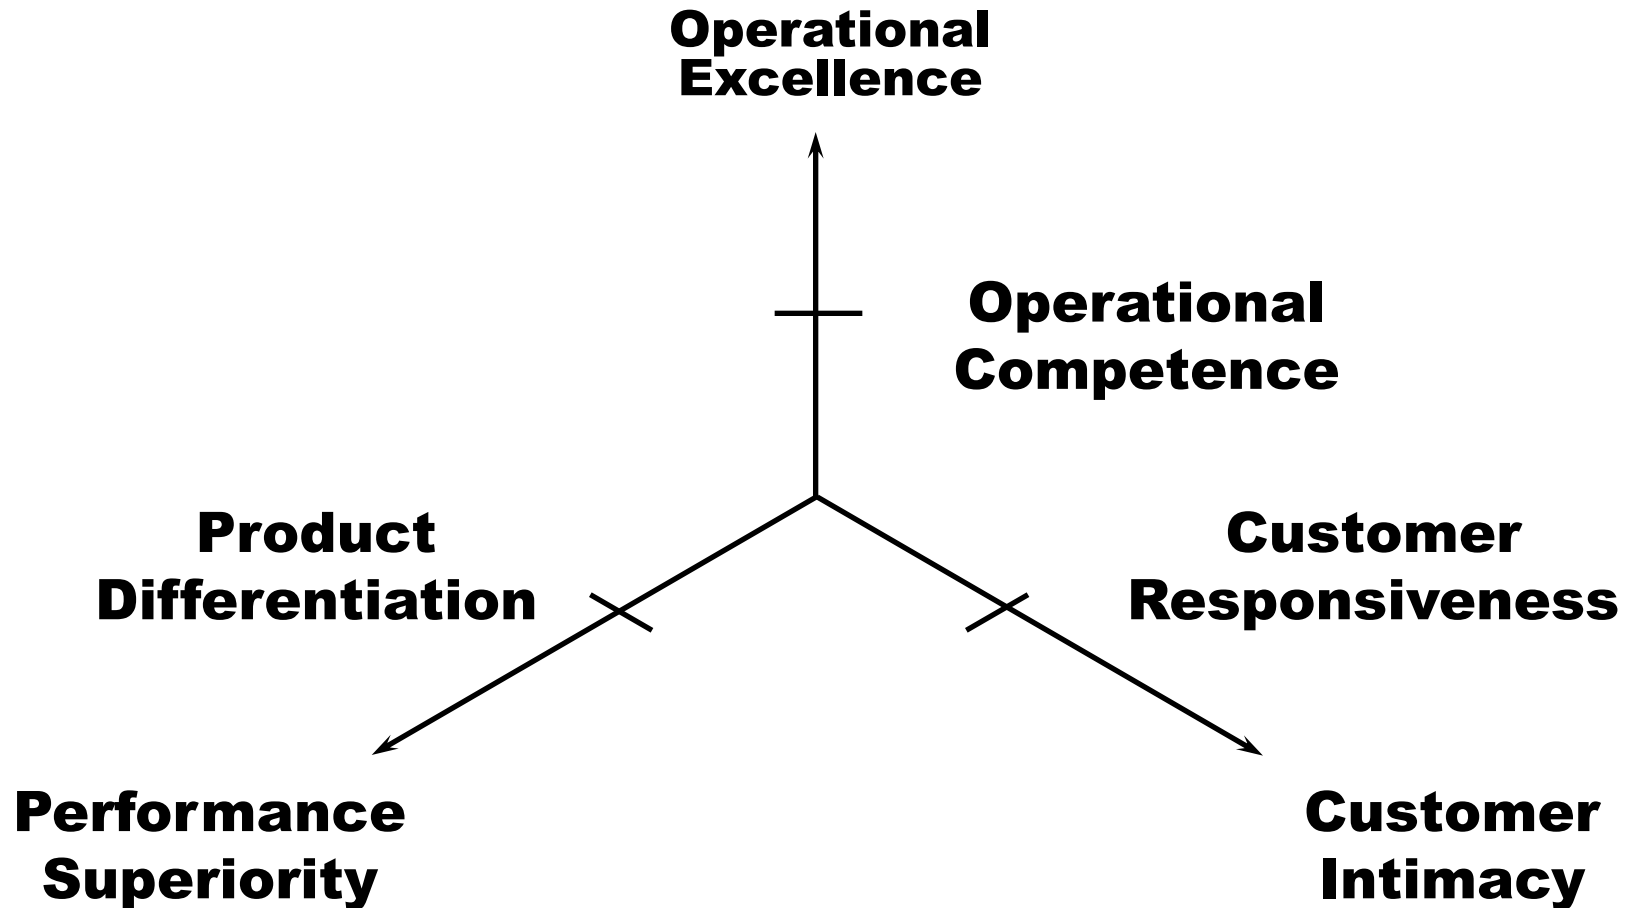 Operational
Excellence
Operational
Competence
Product
Differentiation
Customer
Responsiveness
Performance
Superiority
Customer
Intimacy